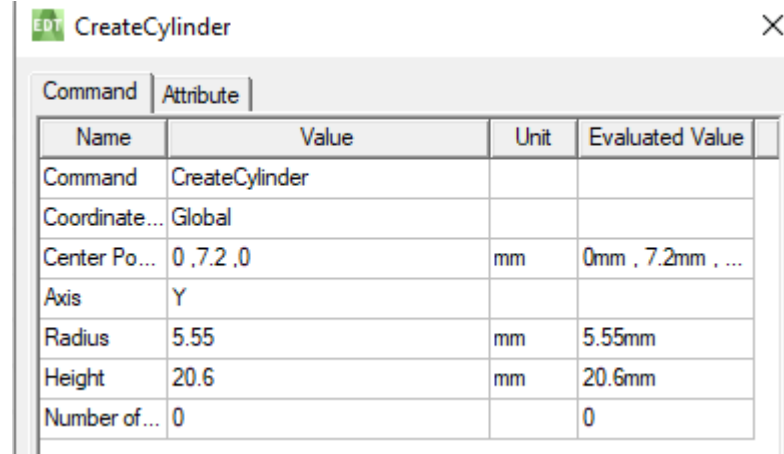 EDT CreateCylinder
Command Attribute
Name Value Unit Evaluated Value
Command CreateCylinder
Coordinate... Global
Center Po... 0 ,7.2 ,0 mm 0mm , 7.2mm , ...
Axis Y
Radius 5.55 mm 5.55mm
Height 20.6 mm 20.6mm
Number of... 0 0